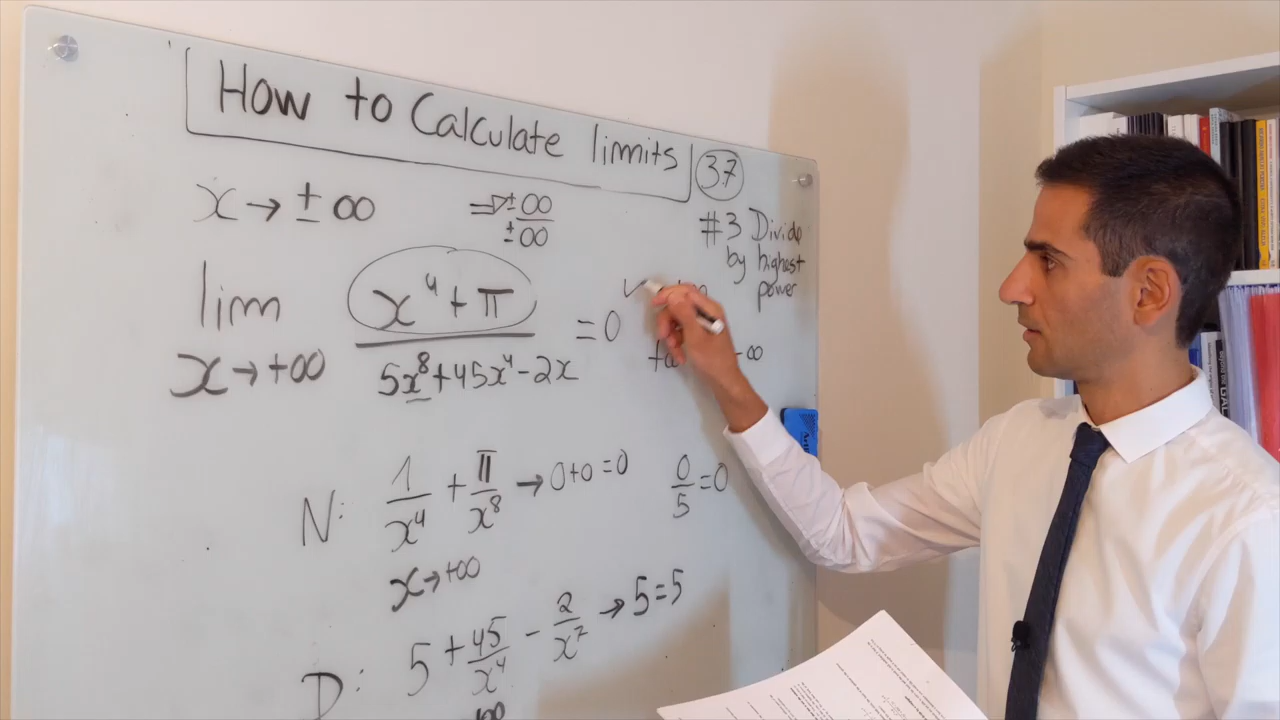 How to Calculate limits
3.7
x → ± ∞
⇒ ±∞
±∞
#3 Divide
by highest
power
lim
x → +∞
x⁴ + π
5x⁸ + 45x⁴ - 2x
= 0
-∞
N: 1/x⁴ + π/x⁸ → 0+0=0
x → +∞
0/5 = 0
D: 5 + 45/x⁴ - 2/x⁷ → 5=5